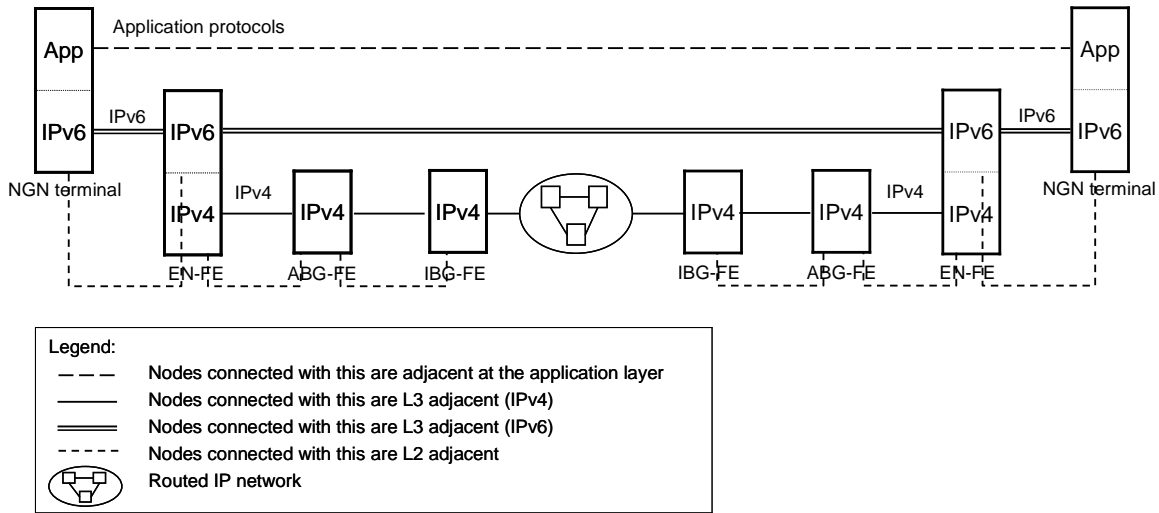 Application protocols
App
App
IPv6
IPv6
IPv6
IPv6
IPv6
IPv6
NGN terminal
NGN terminal
IPv4
IPv4
IPv4
IPv4
IPv4
IPv4
IPv4
IPv4
EN-FE
ABG-FE
IBG-FE
IBG-FE
ABG-FE
EN-FE
Legend:
Nodes connected with this are adjacent at the application layer
Nodes connected with this are L3 adjacent (IPv4)
Nodes connected with this are L3 adjacent (IPv6)
Nodes connected with this are L2 adjacent
Routed IP network